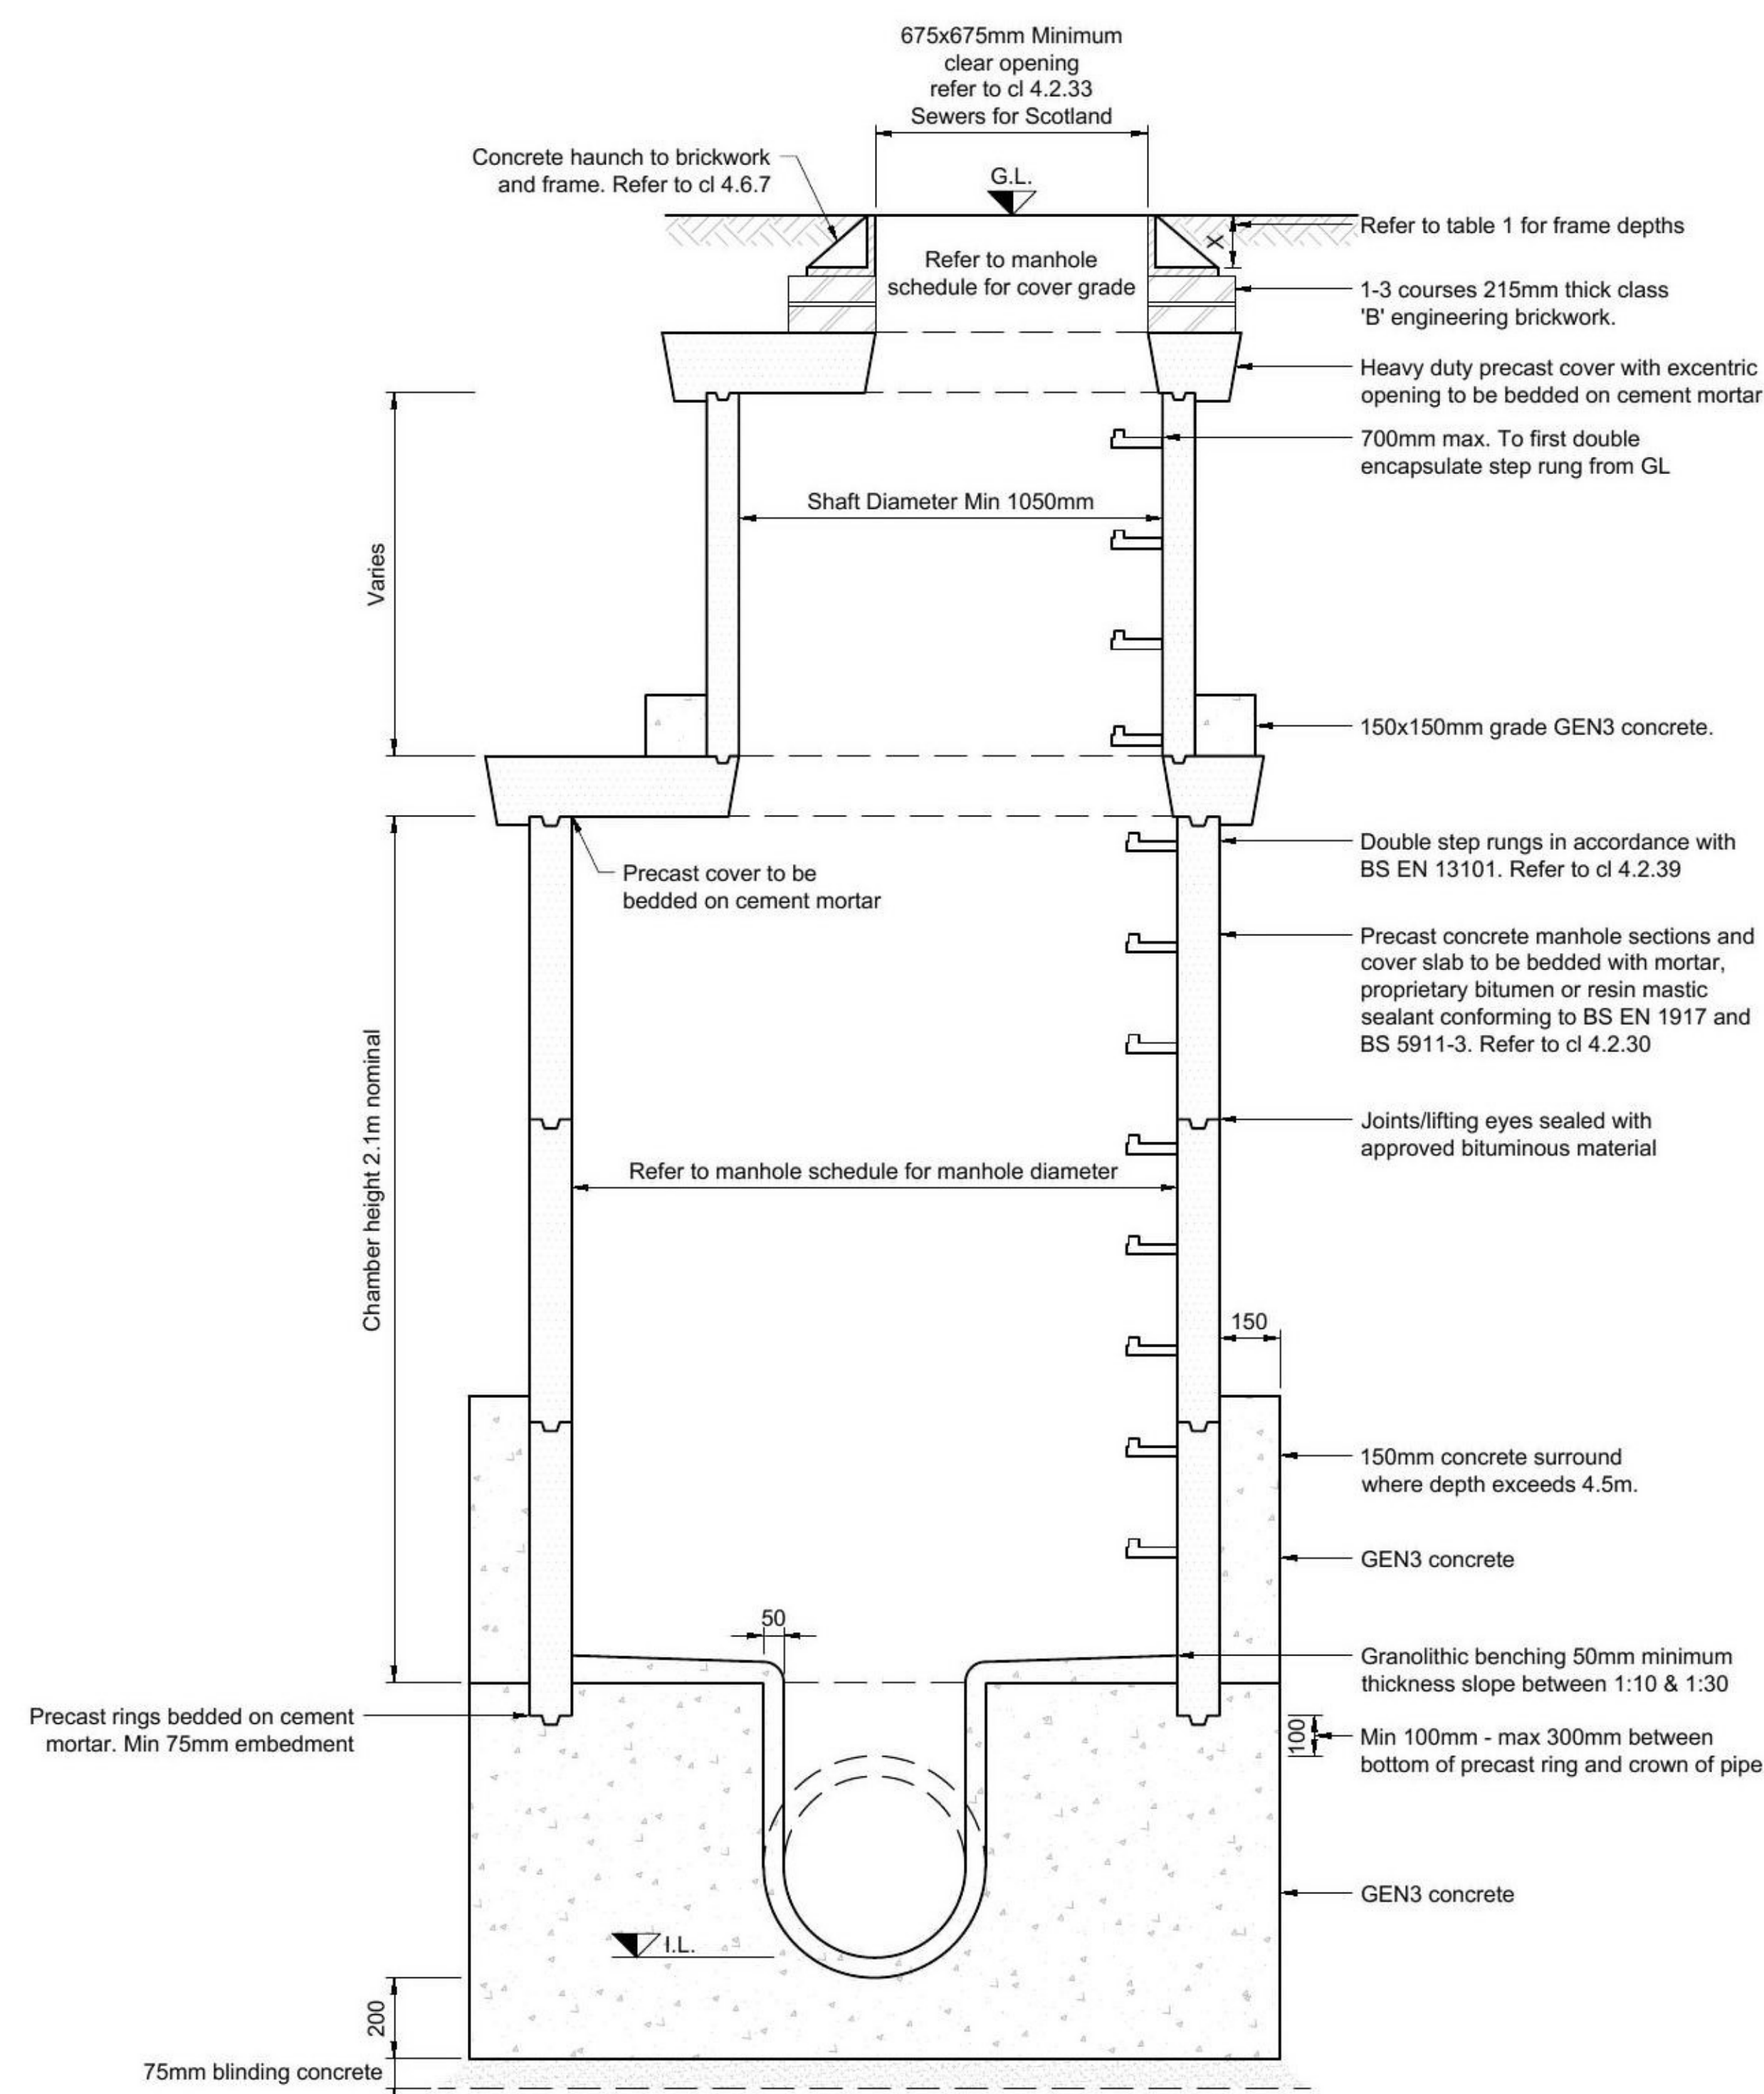 675x675mm Minimum
clear opening
refer to cl 4.2.33
Sewers for Scotland
Concrete haunch to brickwork
and frame. Refer to cl 4.6.7
G.L.
Refer to table 1 for frame depths
X
Refer to manhole
schedule for cover grade
1-3 courses 215mm thick class
'B' engineering brickwork.
Heavy duty precast cover with excentric
opening to be bedded on cement mortar
700mm max. To first double
encapsulate step rung from GL
Shaft Diameter Min 1050mm
Varies
150x150mm grade GEN3 concrete.
Double step rungs in accordance with
BS EN 13101. Refer to cl 4.2.39
Precast cover to be
bedded on cement mortar
Precast concrete manhole sections and
cover slab to be bedded with mortar,
proprietary bitumen or resin mastic
sealant conforming to BS EN 1917 and
BS 5911-3. Refer to cl 4.2.30
Chamber height 2.1m nominal
Joints/lifting eyes sealed with
approved bituminous material
Refer to manhole schedule for manhole diameter
150
150mm concrete surround
where depth exceeds 4.5m.
GEN3 concrete
50
Granolithic benching 50mm minimum
thickness slope between 1:10 & 1:30
Precast rings bedded on cement
mortar. Min 75mm embedment
100
Min 100mm - max 300mm between
bottom of precast ring and crown of pipe
GEN3 concrete
I.L.
200
75mm blinding concrete